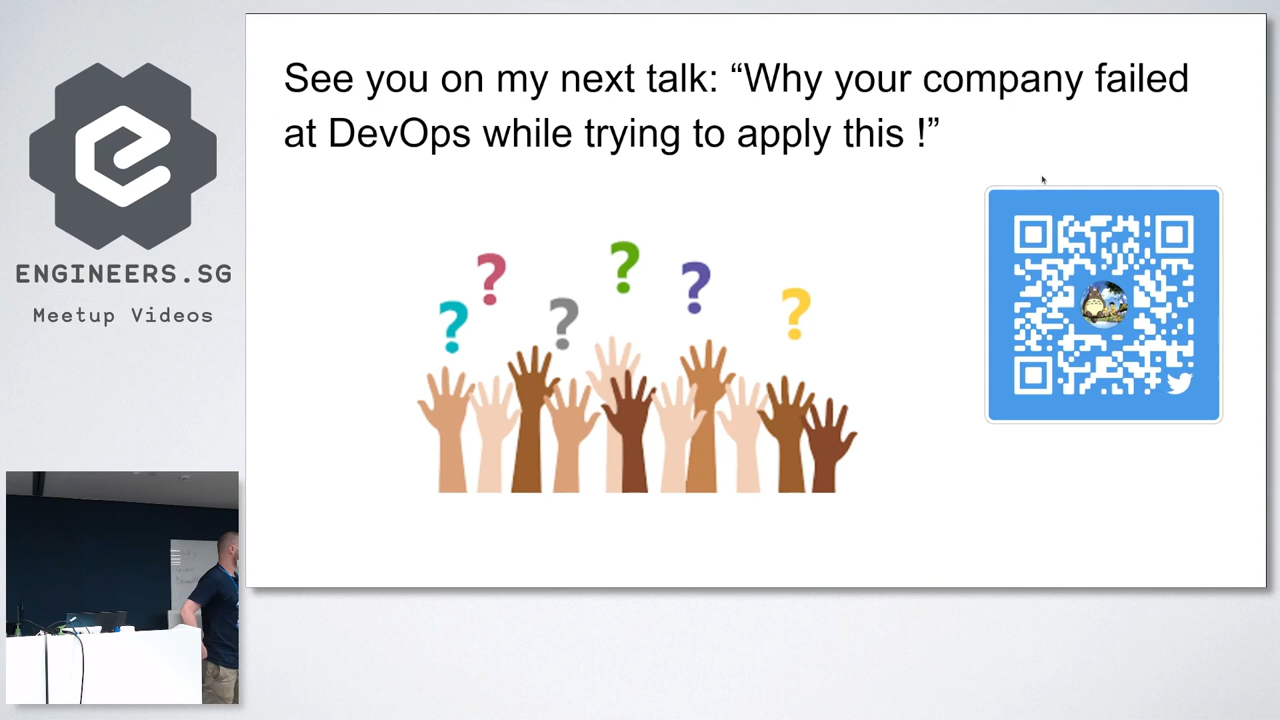 ENGINEERS.SG
Meetup Videos
See you on my next talk: “Why your company failed
at DevOps while trying to apply this !”
?
?
?
?
?
?